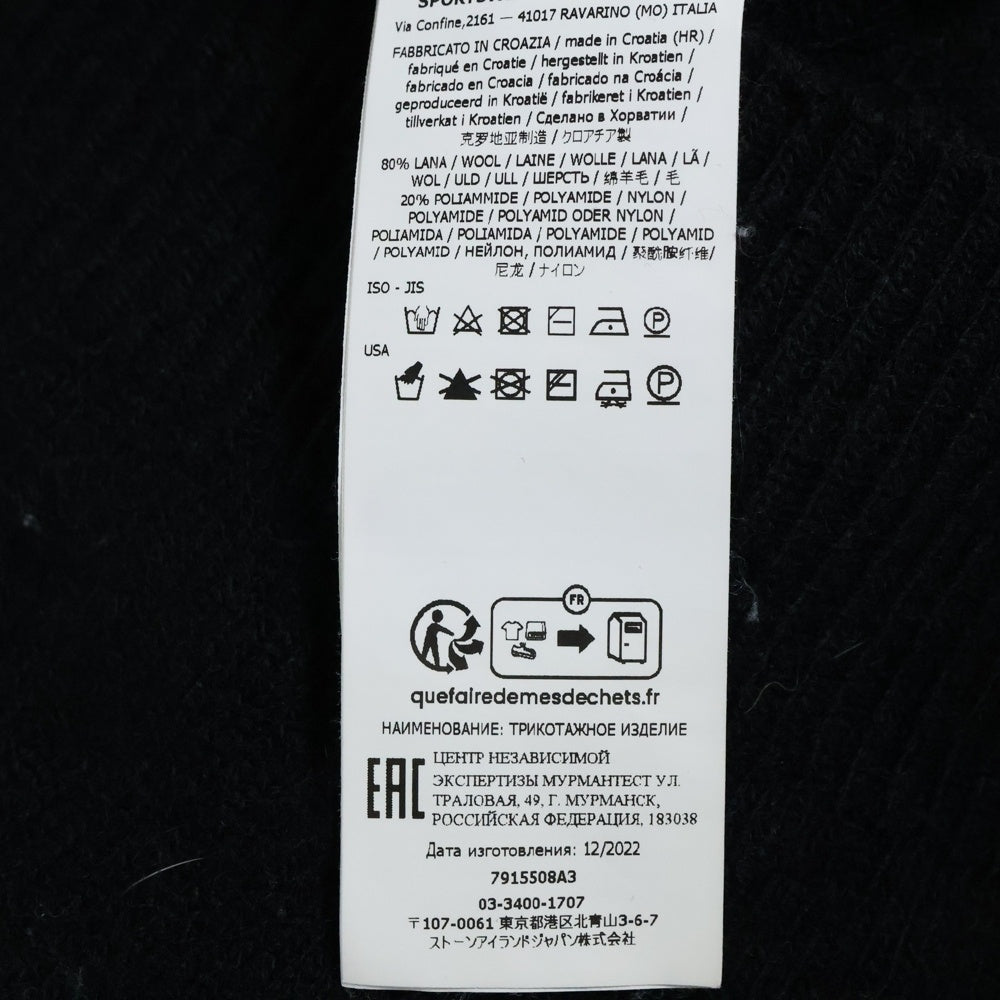 Via Confine,2161 — 41017 RAVARINO (MO) ITALIA
FABBRICATO IN CROAZIA / made in Croatia (HR) /
fabriqué en Croatie / hergestellt in Kroatien /
fabricado en Croacia / fabricado na Croácia /
geproduceerd in Kroatië / fabrikeret i Kroatien /
tillverkat i Kroatien / Сделано в Хорватии /
克罗地亚制造 / クロアチア製
80% LANA / WOOL / LAINE / WOLLE / LANA / LÃ /
WOL / ULD / ULL / ШЕРСТЬ / 绵羊毛 / 毛
20% POLIAMMIDE / POLYAMIDE / NYLON /
POLYAMIDE / POLYAMID ODER NYLON /
POLIAMIDA / POLIAMIDA / POLYAMIDE / POLYAMID
/ POLYAMID / НЕЙЛОН, ПОЛИАМИД / 聚酰胺纤维/
尼龙 / ナイロン
ISO - JIS
P
USA
P
FR
quefairedemesdechets.fr
НАИМЕНОВАНИЕ: ТРИКОТАЖНОЕ ИЗДЕЛИЕ
EAC
ЦЕНТР НЕЗАВИСИМОЙ
ЭКСПЕРТИЗЫ МУРМАНТЕСТ УЛ.
ТРАЛОВАЯ, 49, Г. МУРМАНСК,
РОССИЙСКАЯ ФЕДЕРАЦИЯ, 183038
Дата изготовления: 12/2022
7915508A3
03-3400-1707
〒107-0061 東京都港区北青山3-6-7
ストーンアイランドジャパン株式会社